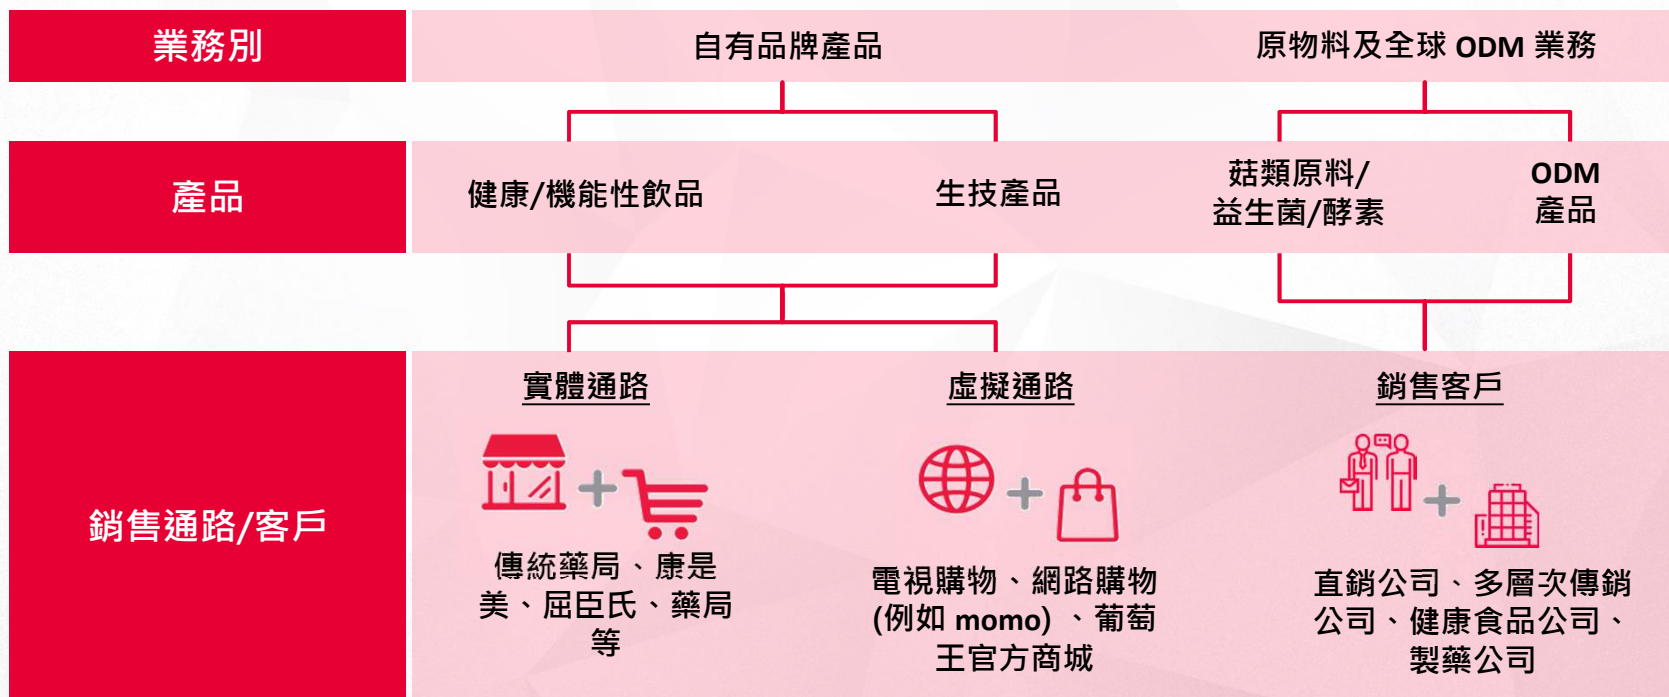 業務別
自有品牌產品
原物料及全球 ODM 業務
產品
健康/機能性飲品
生技產品
菇類原料/
益生菌/酵素
ODM
產品
銷售通路/客戶
實體通路
傳統藥局、康是
美、屈臣氏、藥局
等
虛擬通路
電視購物、網路購物
(例如 momo) 、葡萄
王官方商城
銷售客戶
直銷公司、多層次傳銷
公司、健康食品公司、
製藥公司